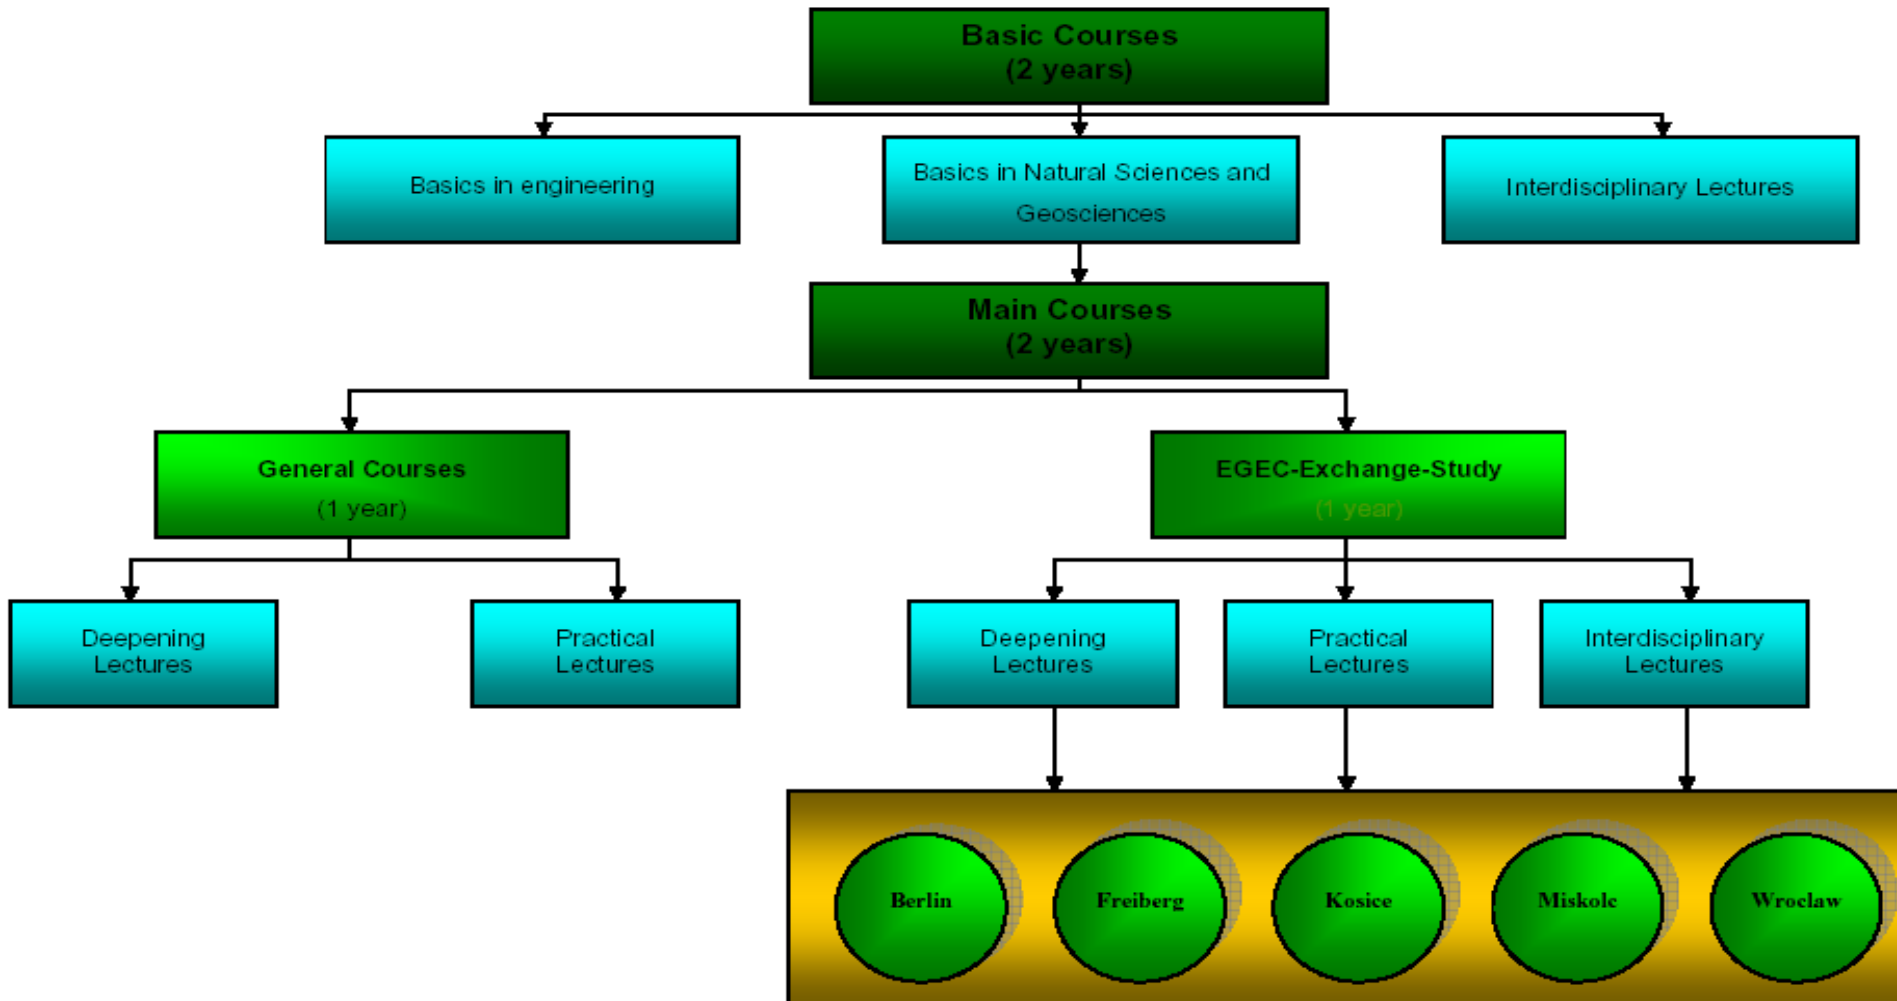 Basic Courses
(2 years)
Basics in engineering
Basics in Natural Sciences and
Geosciences
Interdisciplinary Lectures
Main Courses
(2 years)
General Courses
(1 year)
EGEC-Exchange-Study
(1 year)
Deepening
Lectures
Practical
Lectures
Deepening
Lectures
Practical
Lectures
Interdisciplinary
Lectures
Berlin
Freiberg
Kosice
Miskolc
Wroclaw